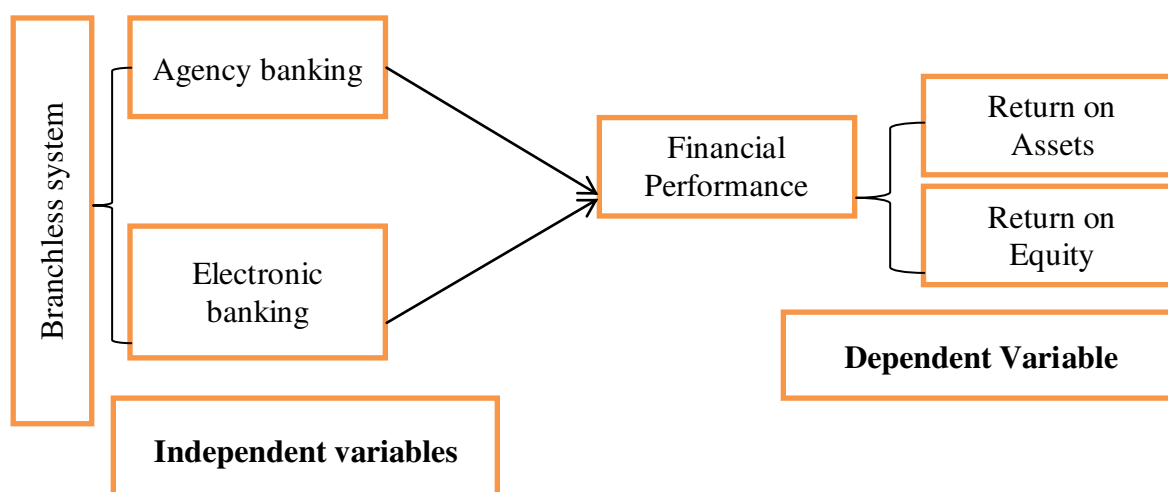 Branchless system
Agency banking
Electronic
banking
Financial
Performance
Return on
Assets
Return on
Equity
Dependent Variable
Independent variables